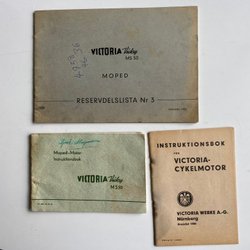 VICTORIA Vicky
MS 50
MOPED
RESERVDELSLISTA Nr 3
VICTORIA Vicky
Moped-Motor
Instruktionsbok
MS 50
INSTRUKTIONSBOK
FÖR
VICTORIA-
CYKELMOTOR
VICTORIA WERKE A.-G.
Nürnberg